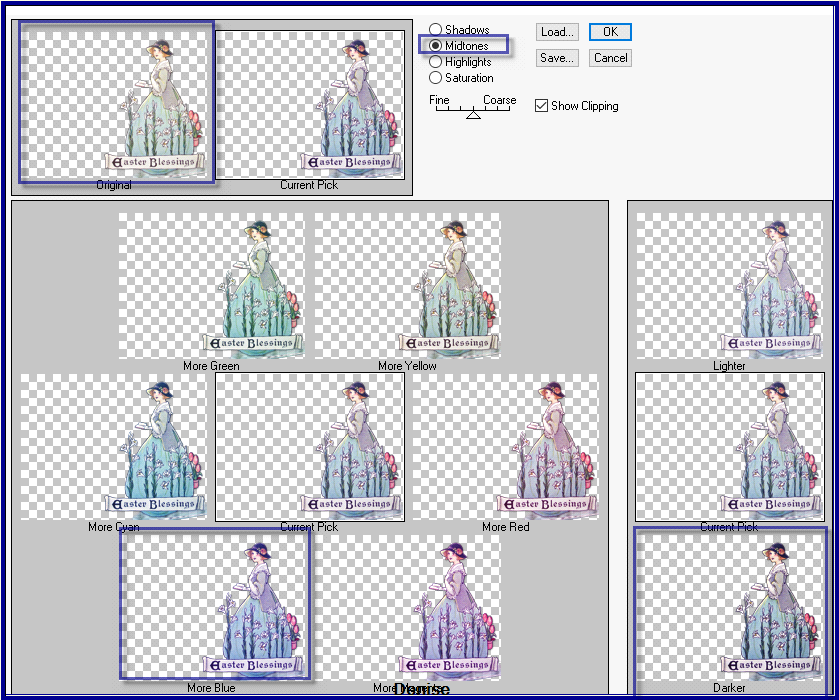 Shadows
Load...
OK
Midtones
Highlights
Save...
Cancel
Saturation
Fine
Coarse
Show Clipping
Easter Blessings
Easter Blessings
Original
Current Pick
Easter Blessings
Easter Blessings
Easter Blessings
More Green
More Yellow
Lighter
Easter Blessings
Easter Blessings
Easter Blessings
Easter Blessings
More Cyan
Current Pick
More Red
Current Pick
Easter Blessings
Easter Blessings
Easter Blessings
More Blue
More
Denise
Darker